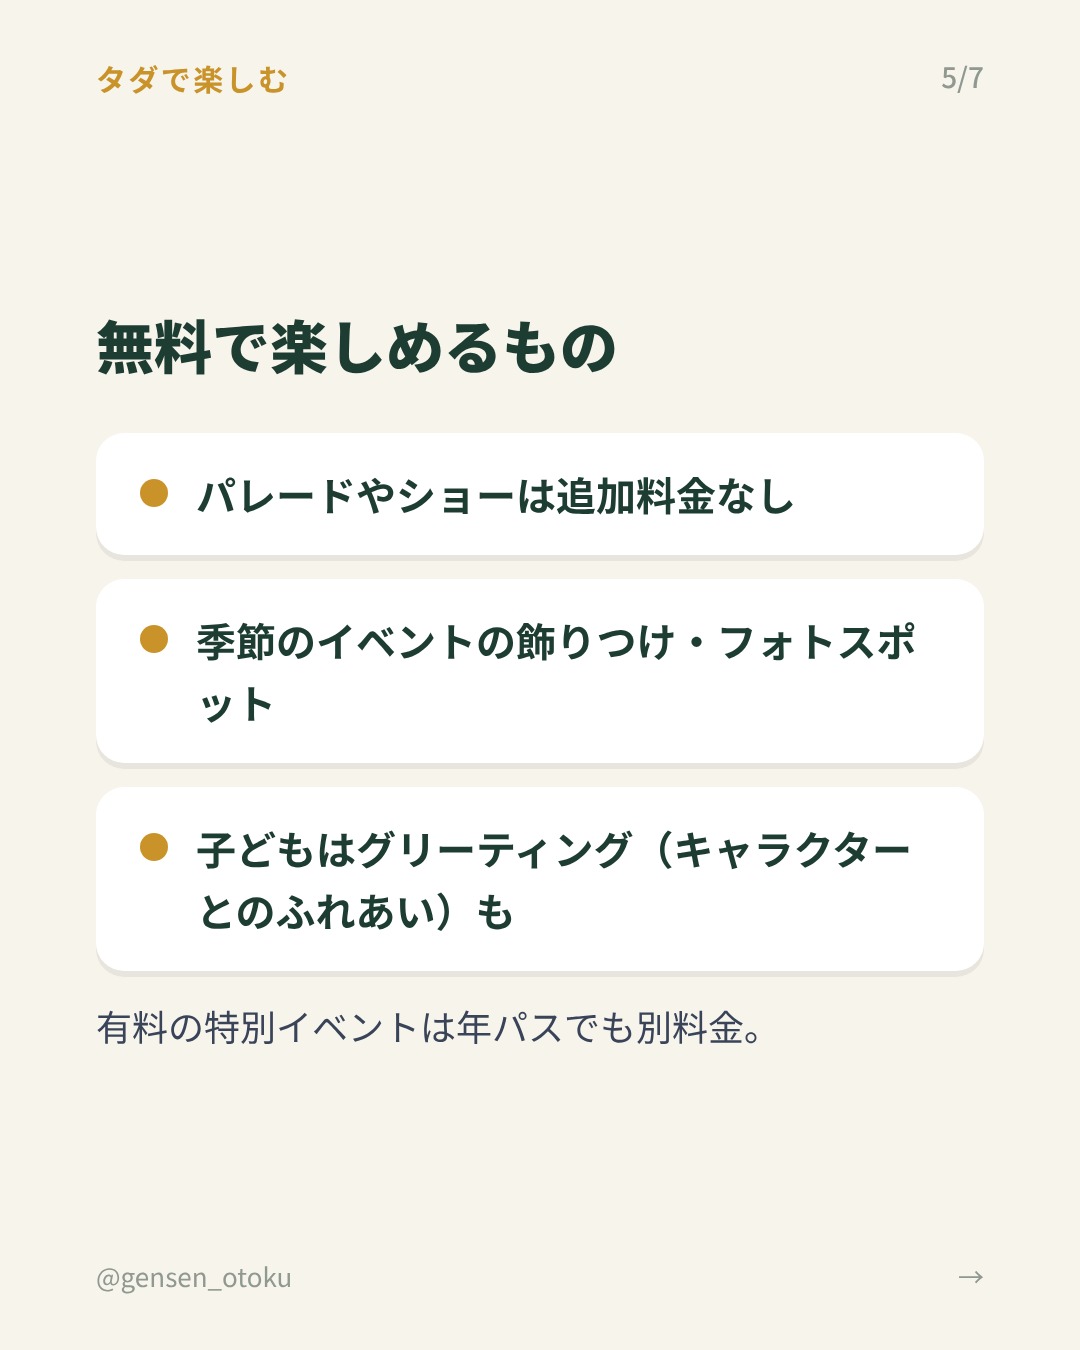 タダで楽しむ
5/7
無料で楽しめるもの
パレードやショーは追加料金なし
季節のイベントの飾りつけ・フォトスポ
ット
子どもはグリーティング（キャラクター
とのふれあい）も
有料の特別イベントは年パスでも別料金。
@gensen_otoku
→